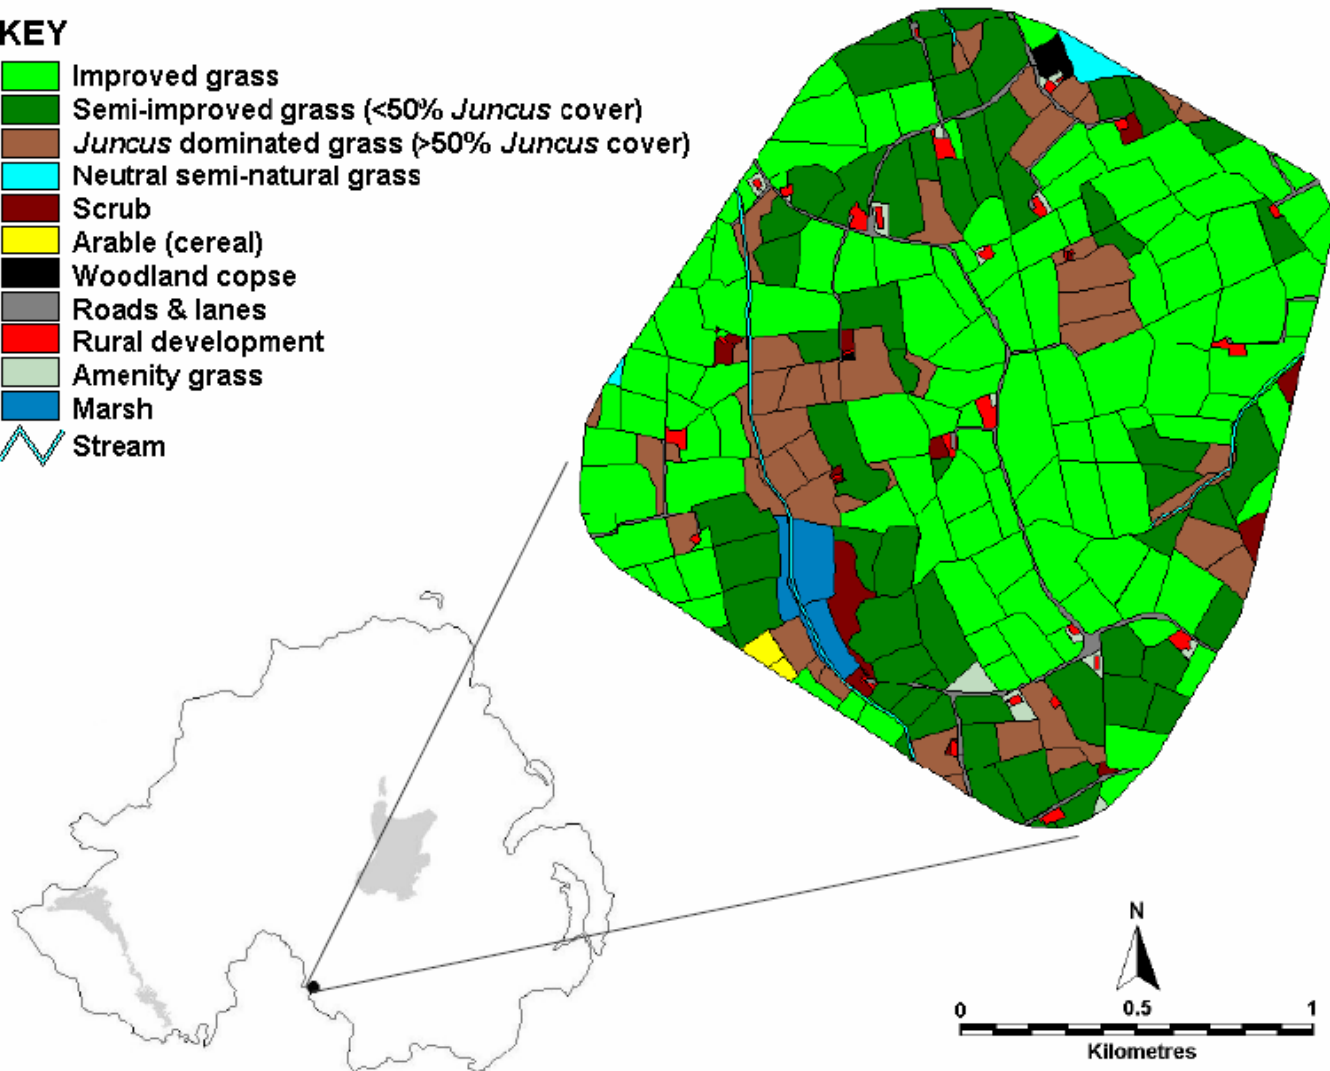 KEY
Improved grass
Semi-improved grass (<50% Juncus cover)
Juncus dominated grass (>50% Juncus cover)
Neutral semi-natural grass
Scrub
Arable (cereal)
Woodland copse
Roads & lanes
Rural development
Amenity grass
Marsh
Stream
N
0 0.5 1
Kilometres